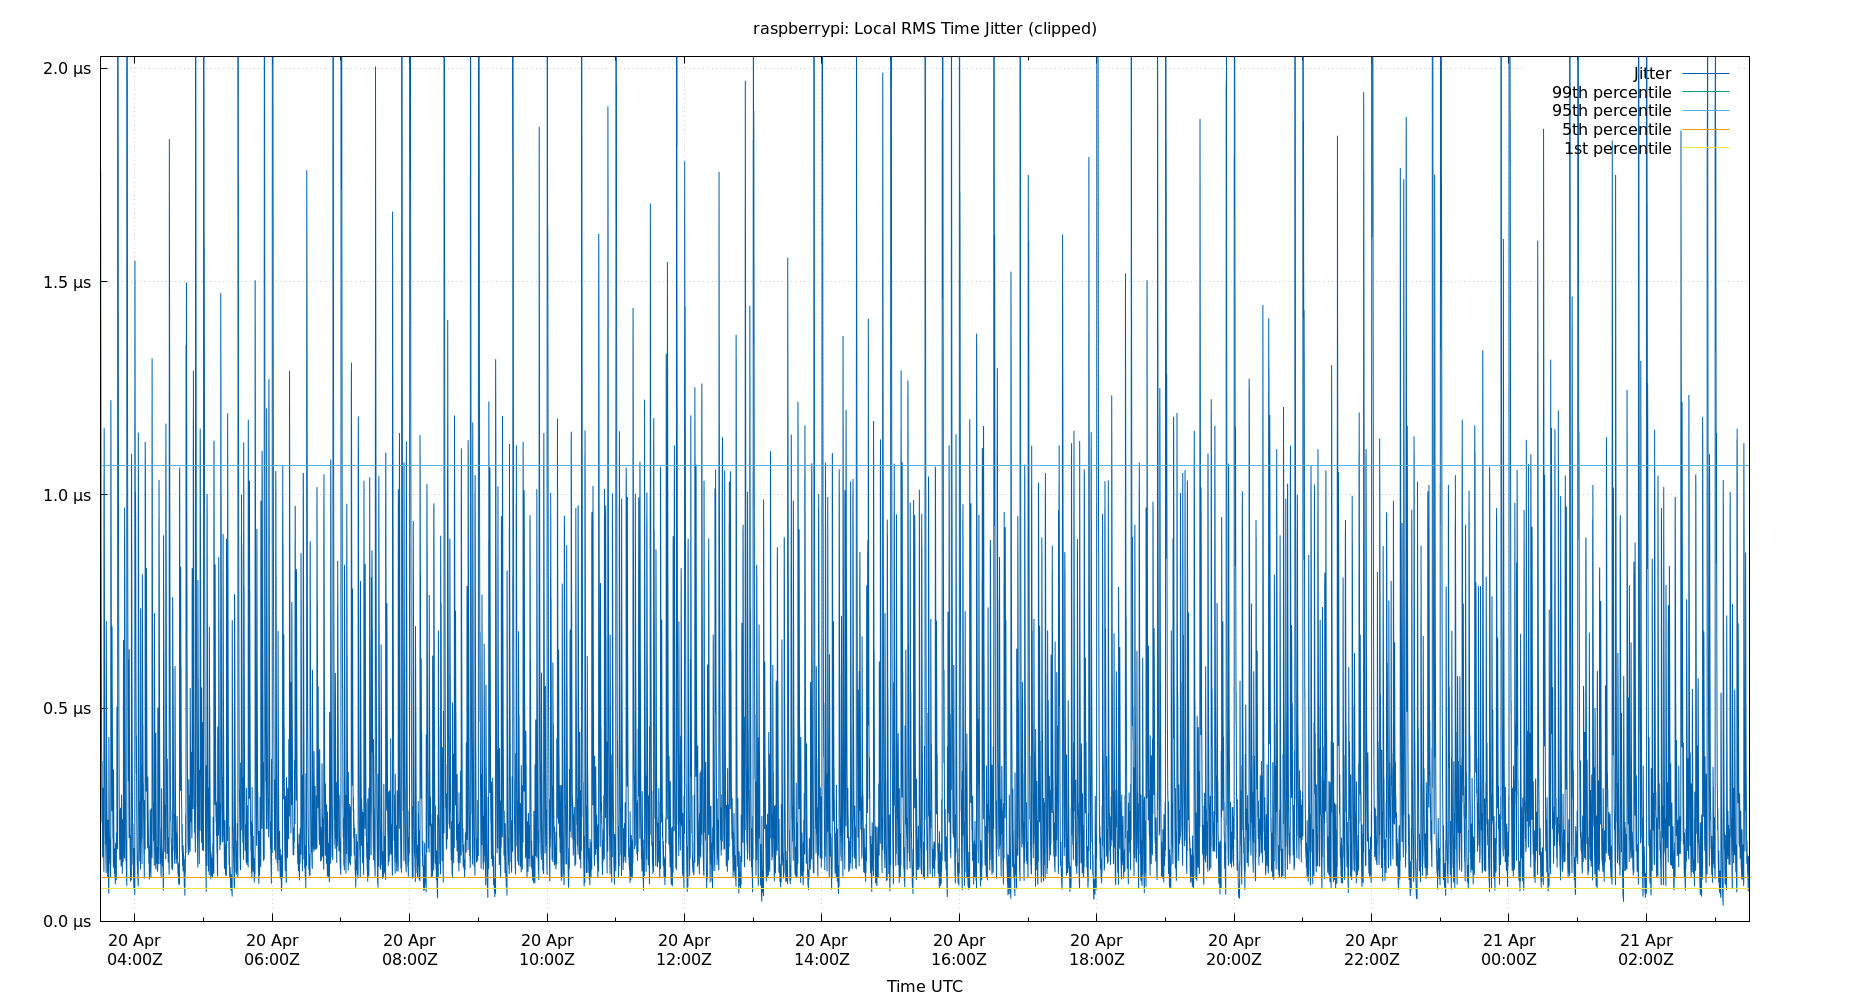 raspberrypi: Local RMS Time Jitter (clipped)
2.0 μs
1.5 μs
1.0 μs
0.5 μs
0.0 μs
Jitter
99th percentile
95th percentile
5th percentile
1st percentile
20 Apr 20 Apr 20 Apr 20 Apr 20 Apr 20 Apr 20 Apr 20 Apr 20 Apr 20 Apr 21 Apr 21 Apr
04:00Z 06:00Z 08:00Z 10:00Z 12:00Z 14:00Z 16:00Z 18:00Z 20:00Z 22:00Z 00:00Z 02:00Z
Time UTC